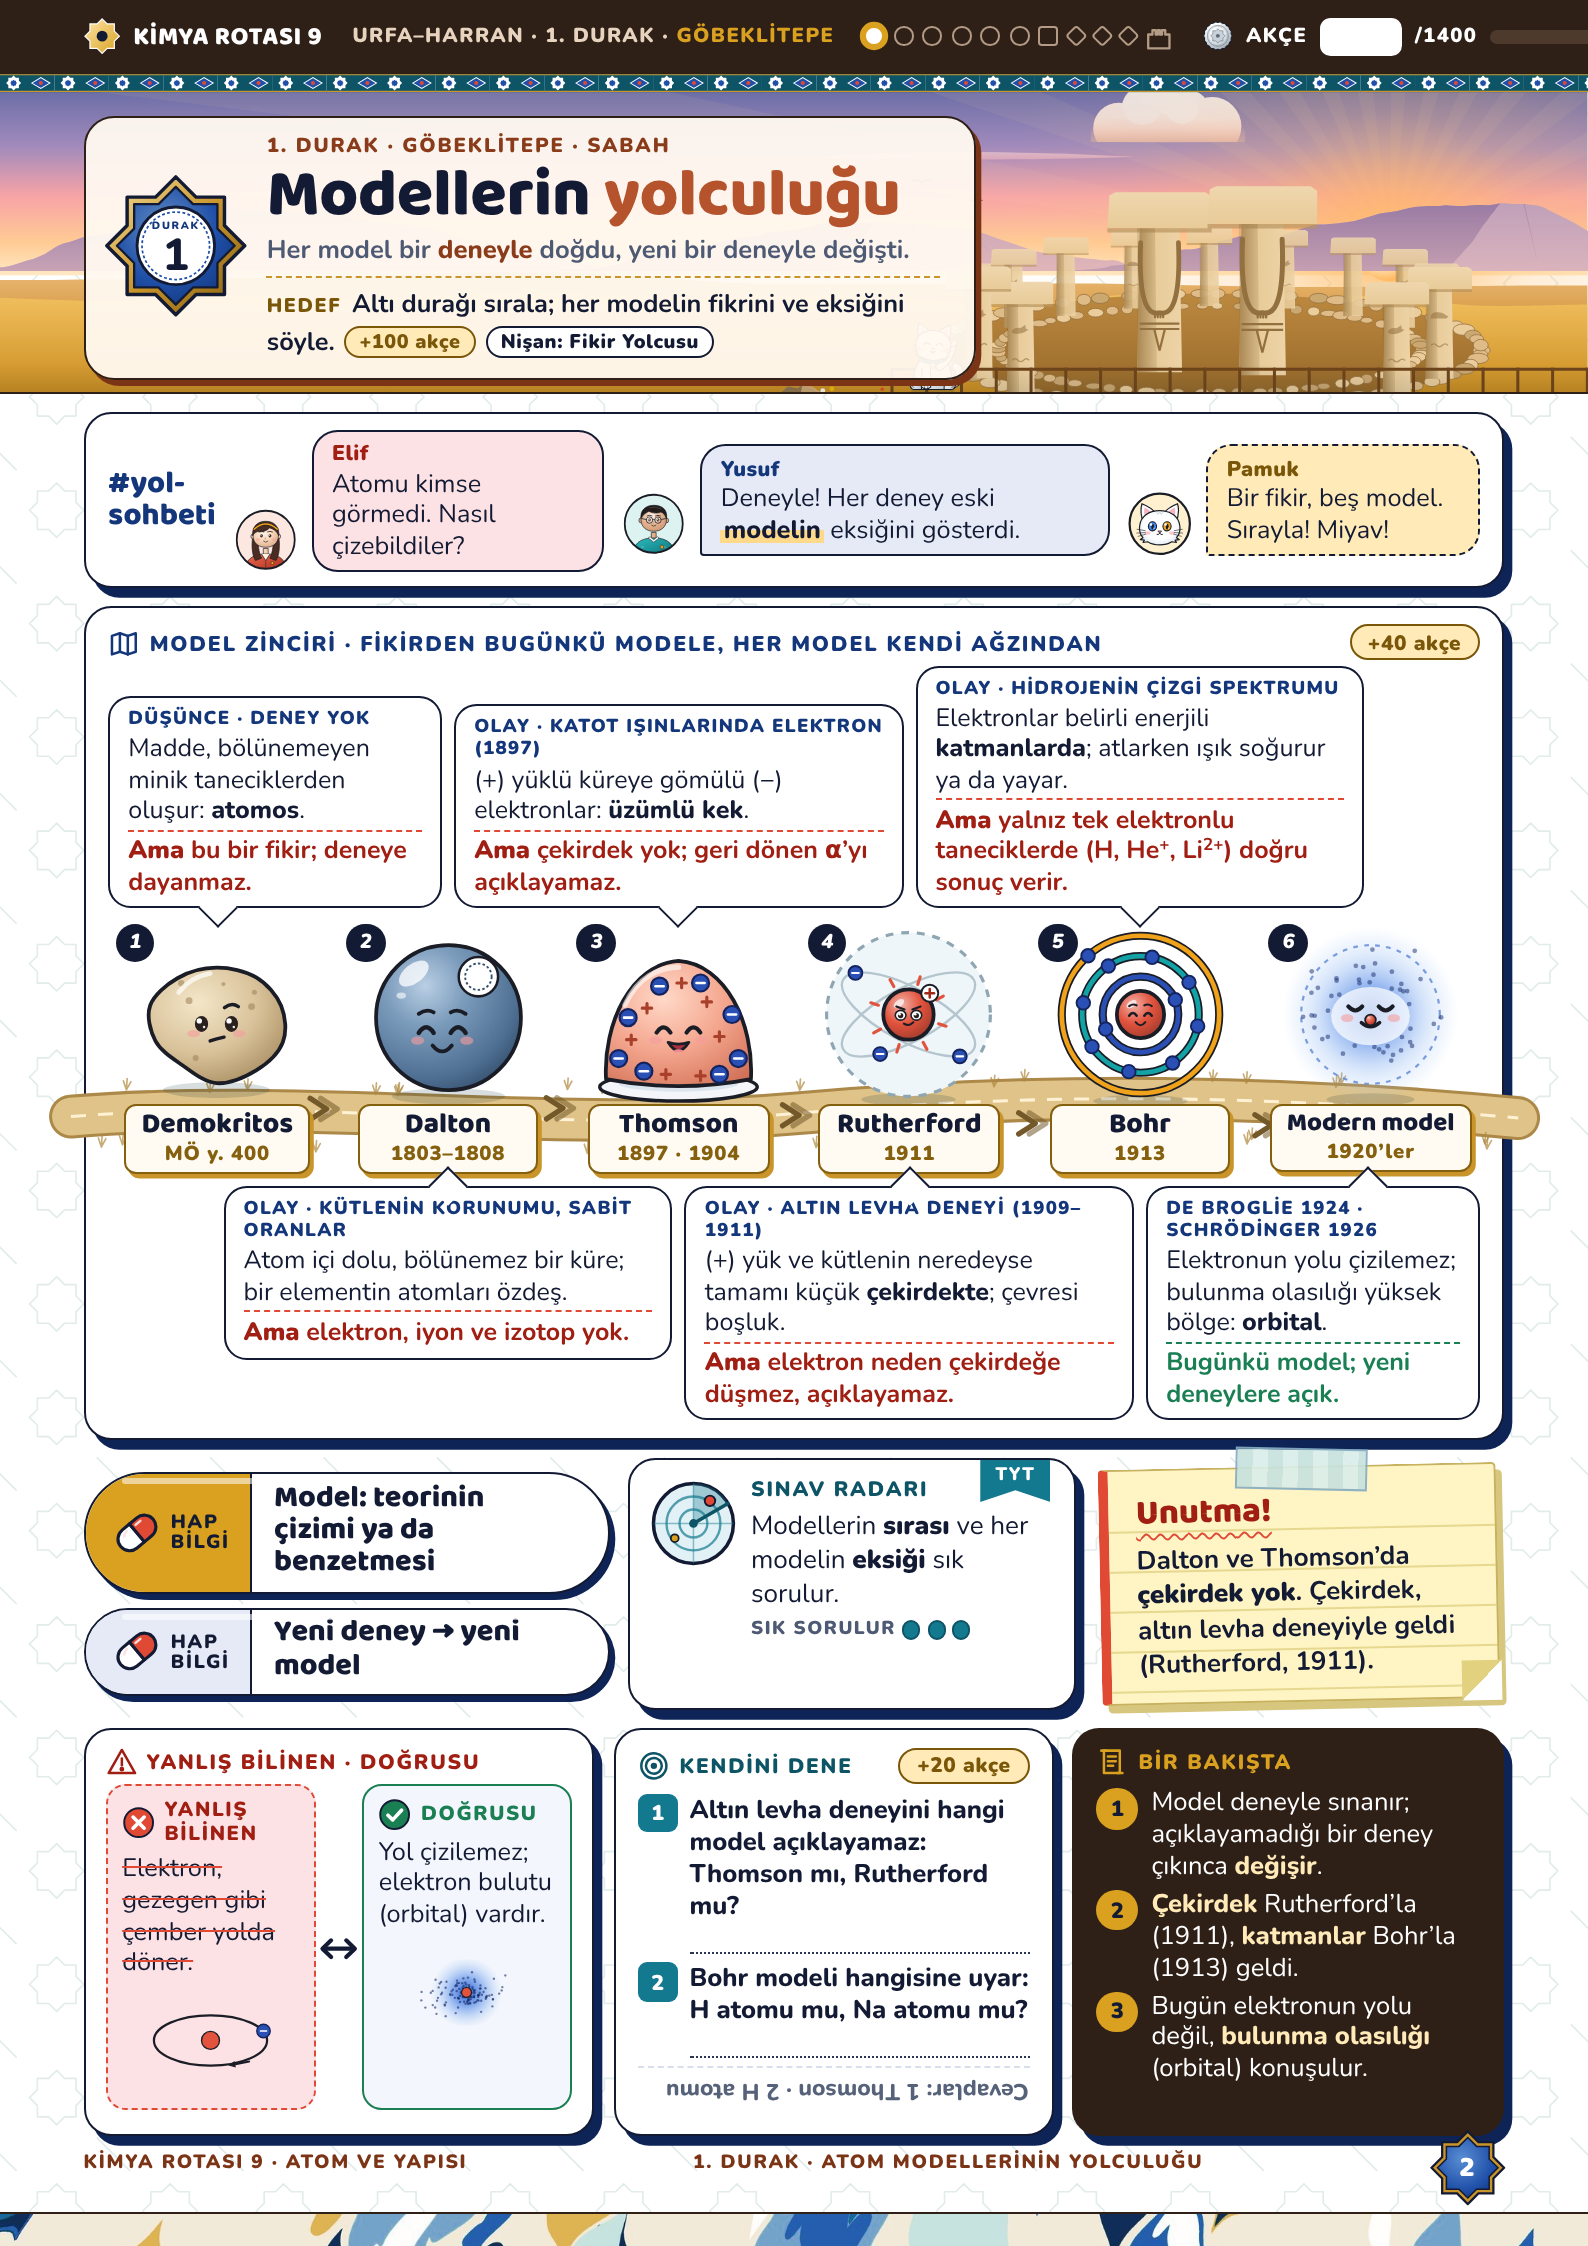 KİMYA ROTASI 9
URFA–HARRAN · 1. DURAK · GÖBEKLİTEPE
AKÇE /1400
DURAK
1
1. DURAK · GÖBEKLİTEPE · SABAH
Modellerin yolculuğu
Her model bir deneyle doğdu, yeni bir deneyle değişti.
HEDEF Altı durağı sırala; her modelin fikrini ve eksiğini
söyle. +100 akçe Nişan: Fikir Yolcusu
#yol-
sohbeti
Elif
Atomu kimse
görmedi. Nasıl
çizebildiler?
Yusuf
Deneyle! Her deney eski
modelin eksiğini gösterdi.
Pamuk
Bir fikir, beş model.
Sırayla! Miyav!
MODEL ZİNCİRİ · FİKİRDEN BUGÜNKÜ MODELE, HER MODEL KENDİ AĞZINDAN
+40 akçe
DÜŞÜNCE · DENEY YOK
Madde, bölünemeyen
minik taneciklerden
oluşur: atomos.
Ama bu bir fikir; deneye
dayanmaz.
OLAY · KATOT IŞINLARINDA ELEKTRON
(1897)
(+) yüklü küreye gömülü (−)
elektronlar: üzümlü kek.
Ama çekirdek yok; geri dönen α’yı
açıklayamaz.
OLAY · HİDROJENİN ÇİZGİ SPEKTRUMU
Elektronlar belirli enerjili
katmanlarda; atlarken ışık soğurur
ya da yayar.
Ama yalnız tek elektronlu
taneciklerde (H, He⁺, Li²⁺) doğru
sonuç verir.
1
2
3
4
5
6
Demokritos
MÖ y. 400
Dalton
1803–1808
Thomson
1897 · 1904
Rutherford
1911
Bohr
1913
Modern model
1920’ler
OLAY · KÜTLENİN KORUNUMU, SABİT
ORANLAR
Atom içi dolu, bölünemez bir küre;
bir elementin atomları özdeş.
Ama elektron, iyon ve izotop yok.
OLAY · ALTIN LEVHA DENEYİ (1909–
1911)
(+) yük ve kütlenin neredeyse
tamamı küçük çekirdekte; çevresi
boşluk.
Ama elektron neden çekirdeğe
düşmez, açıklayamaz.
DE BROGLİE 1924 ·
SCHRÖDİNGER 1926
Elektronun yolu çizilemez;
bulunma olasılığı yüksek
bölge: orbital.
Bugünkü model; yeni
deneylere açık.
HAP
BİLGİ
Model: teorinin
çizimi ya da
benzetmesi
HAP
BİLGİ
Yeni deney → yeni
model
SINAV RADARI
TYT
Modellerin sırası ve her
modelin eksiği sık
sorulur.
SIK SORULUR
Unutma!
Dalton ve Thomson’da
çekirdek yok. Çekirdek,
altın levha deneyiyle geldi
(Rutherford, 1911).
YANLIŞ BİLİNEN · DOĞRUSU
YANLIŞ
BİLİNEN
Elektron,
gezegen gibi
çember yolda
döner.
DOĞRUSU
Yol çizilemez;
elektron bulutu
(orbital) vardır.
KENDİNİ DENE
+20 akçe
1 Altın levha deneyini hangi
model açıklayamaz:
Thomson mı, Rutherford
mu?
2 Bohr modeli hangisine uyar:
H atomu mu, Na atomu mu?
Cevaplar: 1 Thomson · 2 H atomu
BİR BAKIŞTA
1 Model deneyle sınanır;
açıklayamadığı bir deney
çıkınca değişir.
2 Çekirdek Rutherford’la
(1911), katmanlar Bohr’la
(1913) geldi.
3 Bugün elektronun yolu
değil, bulunma olasılığı
(orbital) konuşulur.
KİMYA ROTASI 9 · ATOM VE YAPISI
1. DURAK · ATOM MODELLERİNİN YOLCULUĞU
2